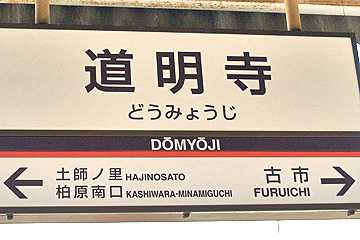 道明寺
どうみょうじ
DŌMYŌJI
← 土師ノ里 HAJINOSATO
柏原南口 KASHIWARA-MINAMIGUCHI
古市 →
FURUICHI